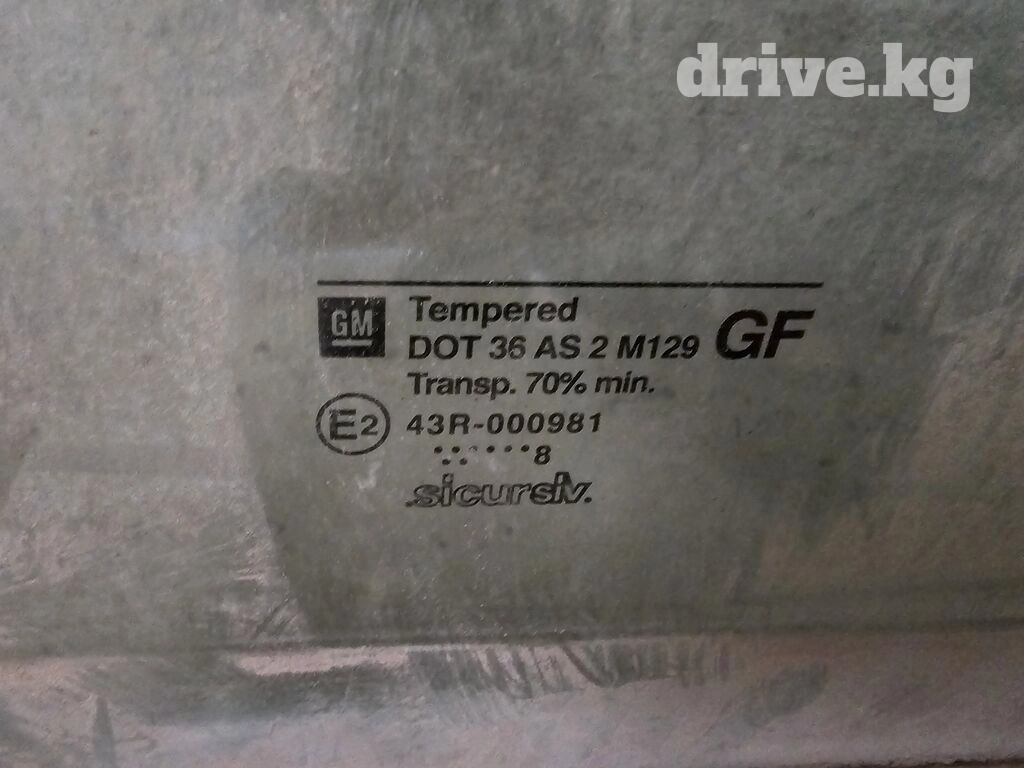 drive.kg
GM Tempered
DOT 36 AS 2 M129 GF
Transp. 70% min.
E2 43R-000981
..······8
sicursiv.